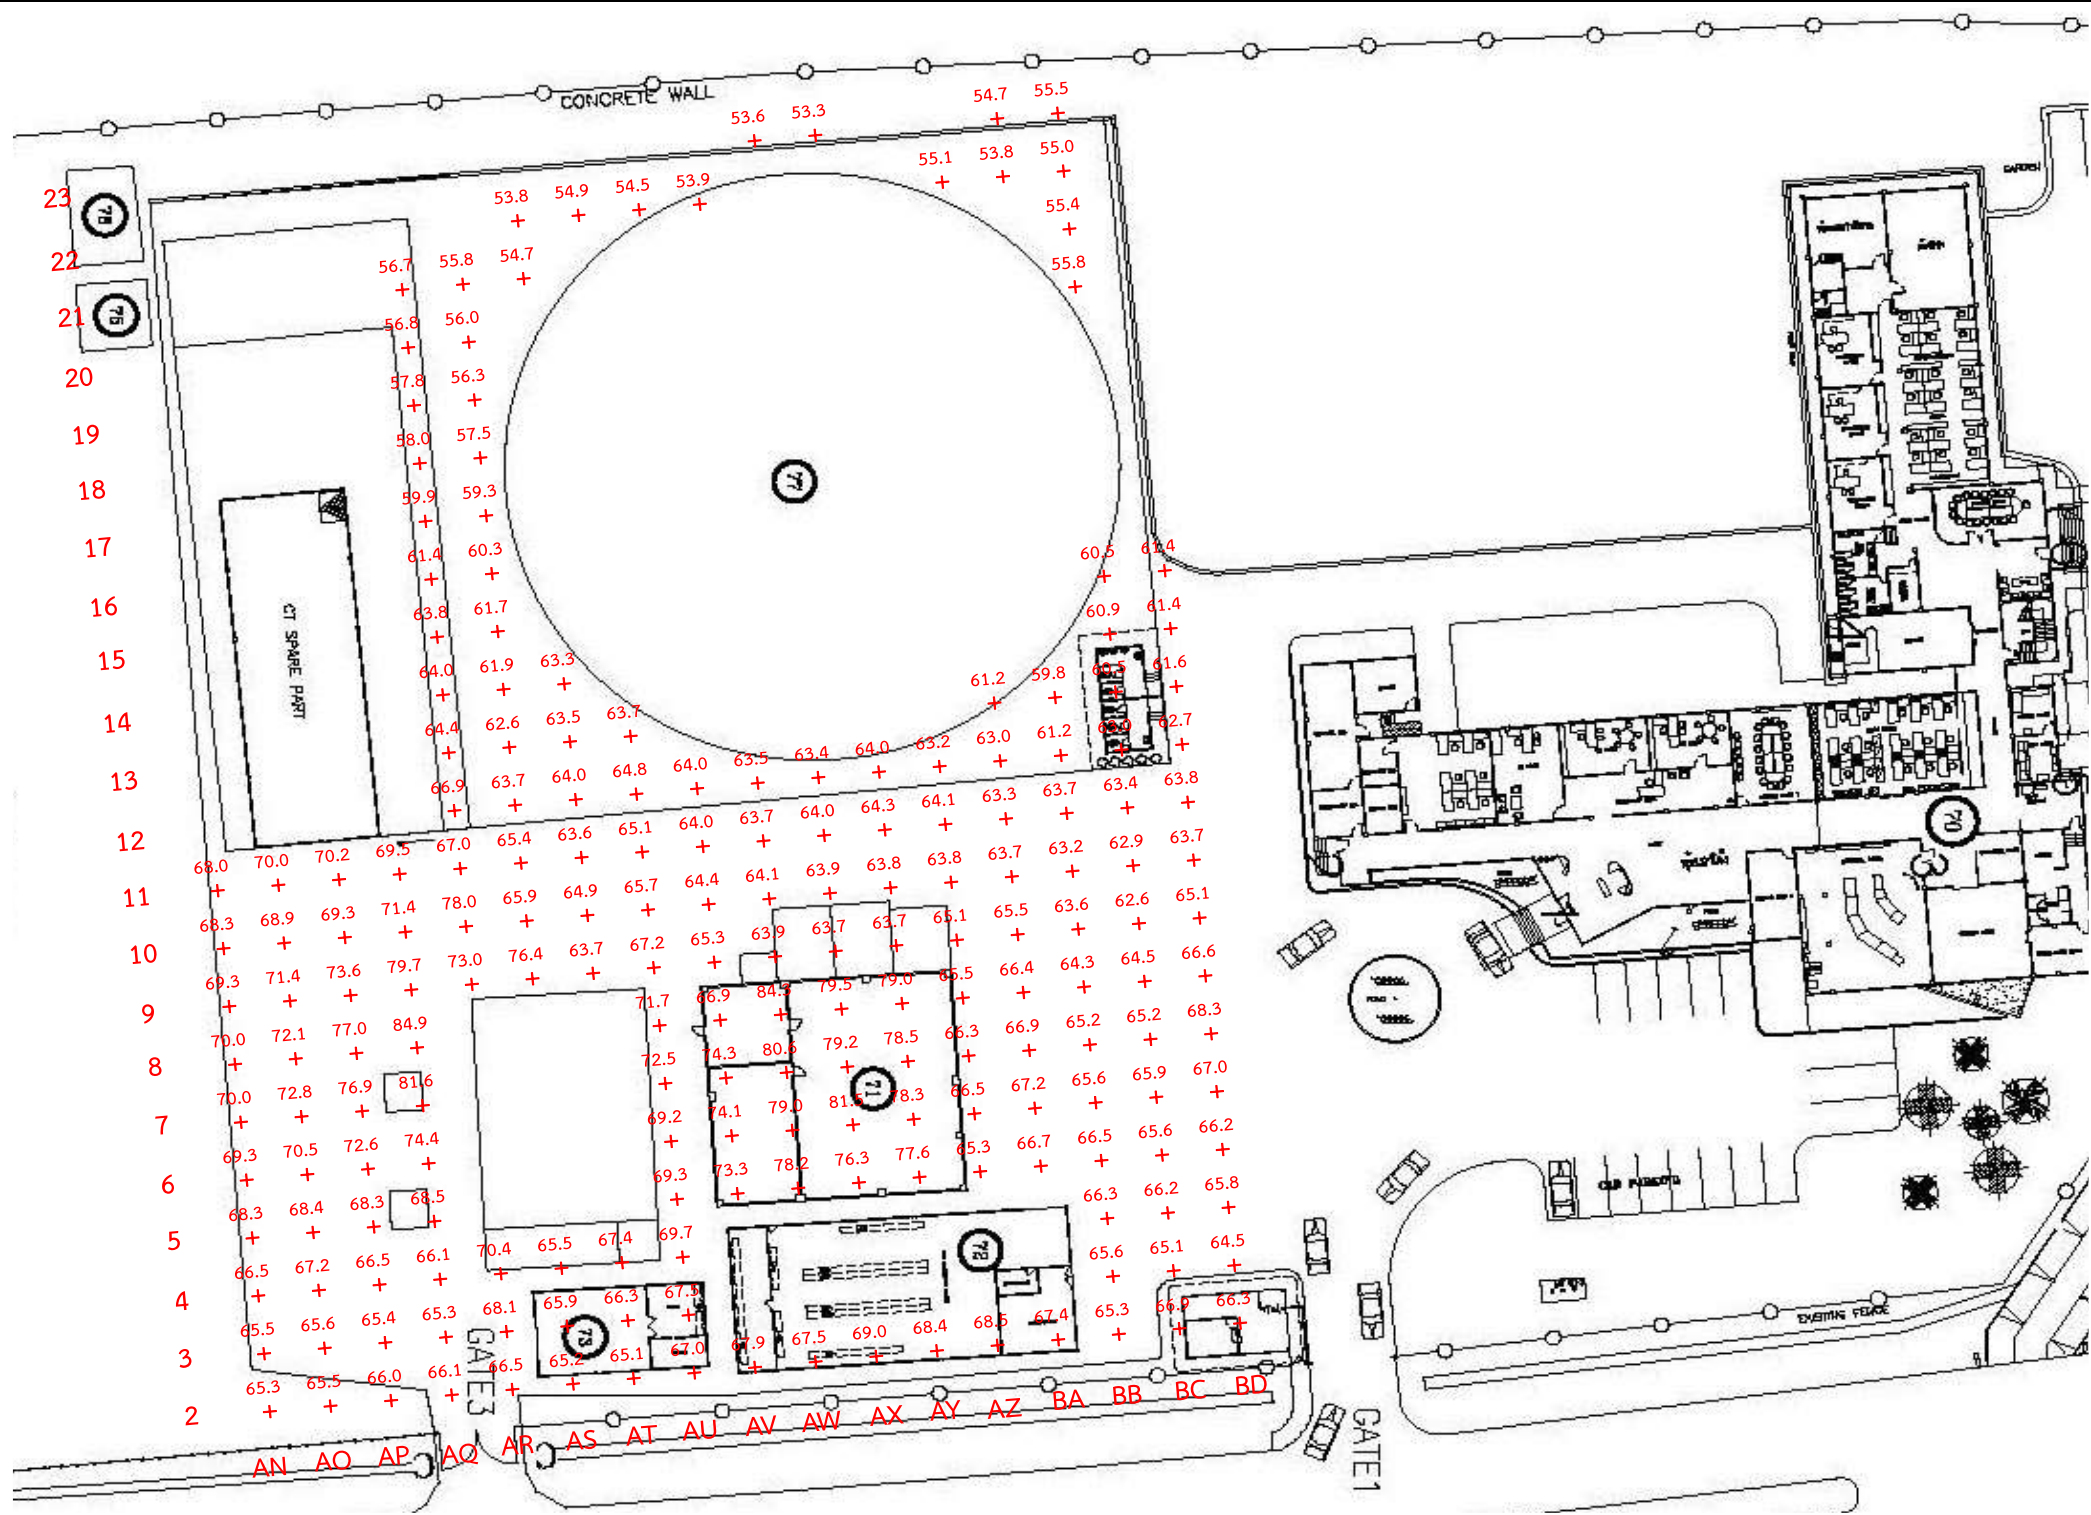 CONCRETE WALL
54.7 55.5
53.6 53.3
55.1 53.8 55.0
23 78 53.8 54.9 54.5 53.9 55.4
GARDEN
22 56.7 55.8 54.7 55.8
21 75 56.8 56.0
20 57.8 56.3
19 58.0 57.5
77
18 59.9 59.3
17 61.4 60.3 60.5 61.4
16 63.8 61.7 60.9 61.4
CT SPARE PART
15 64.0 61.9 63.3 61.2 59.8 60.5 61.6
14 64.4 62.6 63.5 63.7 63.5 63.4 64.0 63.2 63.0 61.2 63.0 62.7
13 66.9 63.7 64.0 64.8 64.0 63.7 64.0 64.3 64.1 63.3 63.7 63.4 63.8
70
12 68.0 70.0 70.2 69.5 67.0 65.4 63.6 65.1 64.0 64.1 63.9 63.8 63.8 63.7 63.2 62.9 63.7
11 68.3 68.9 69.3 71.4 78.0 65.9 64.9 65.7 64.4 63.9 63.7 63.7 65.1 65.5 63.6 62.6 65.1
10 69.3 71.4 73.6 79.7 73.0 76.4 63.7 67.2 65.3 84.3 79.5 79.0 65.5 66.4 64.3 64.5 66.6
9 70.0 72.1 77.0 84.9 71.7 66.9 80.6 79.2 78.5 66.3 66.9 65.2 65.2 68.3
8 70.0 72.8 76.9 81.6 72.5 74.3 79.0 81.5 78.3 66.5 67.2 65.6 65.9 67.0
71
7 69.3 70.5 72.6 74.4 69.2 74.1 78.2 76.3 77.6 65.3 66.7 66.5 65.6 66.2
6 68.3 68.4 68.3 68.5 69.3 73.3 66.3 66.2 65.8
CAR PARKING
5 66.5 67.2 66.5 66.1 70.4 65.5 67.4 69.7 65.6 65.1 64.5
72
4 65.5 65.6 65.4 65.3 68.1 65.9 66.3 67.5 67.9 67.5 69.0 68.4 68.5 67.4 65.3 66.9 66.3
EXISTING FENCE
73
3 65.3 65.5 66.0 66.1 66.5 65.2 65.1 67.0
2
AN AO AP AQ AR AS AT AU AV AW AX AY AZ BA BB BC BD
GATE3
GATE1